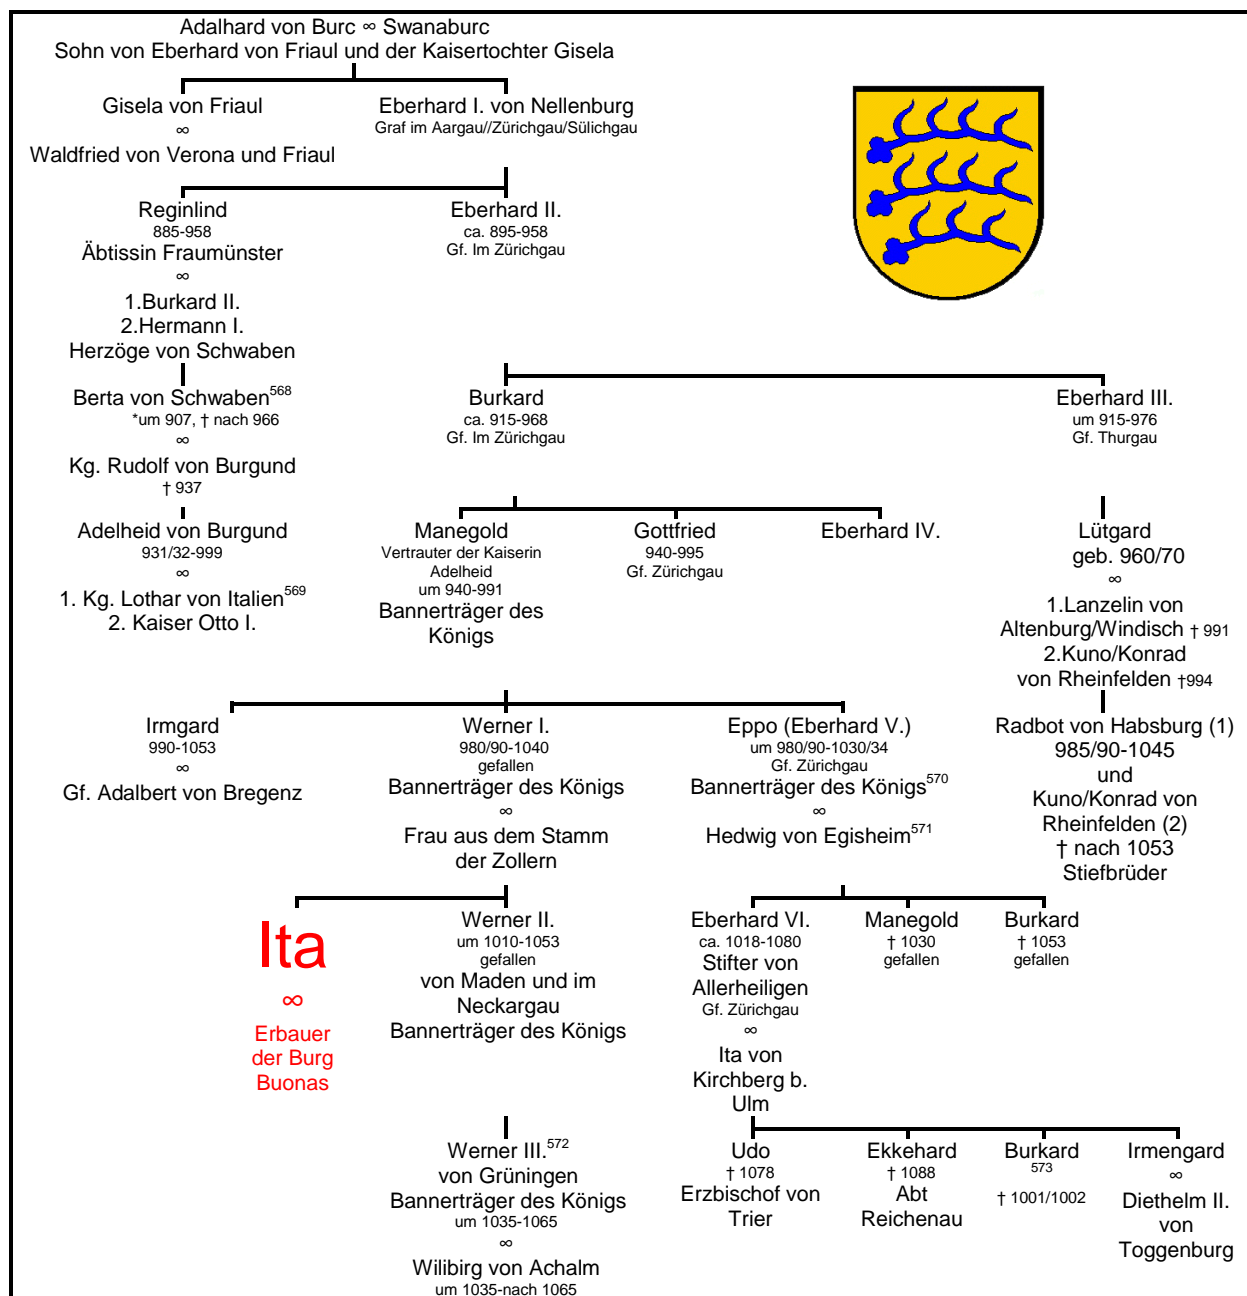 Adalhard von Burc ∞ Swanaburc
Sohn von Eberhard von Friaul und der Kaisertochter Gisela
Gisela von Friaul
∞
Waldfried von Verona und Friaul
Eberhard I. von Nellenburg
Graf im Aargau//Zürichgau/Sülichgau
Reginlind
885-958
Äbtissin Fraumünster
∞
1.Burkard II.
2.Hermann I.
Herzöge von Schwaben
Eberhard II.
ca. 895-958
Gf. Im Zürichgau
Berta von Schwaben568
*um 907, † nach 966
∞
Kg. Rudolf von Burgund
† 937
Burkard
ca. 915-968
Gf. Im Zürichgau
Eberhard III.
um 915-976
Gf. Thurgau
Adelheid von Burgund
931/32-999
∞
1. Kg. Lothar von Italien569
2. Kaiser Otto I.
Manegold
Vertrauter der Kaiserin
Adelheid
um 940-991
Bannerträger des
Königs
Gottfried
940-995
Gf. Zürichgau
Eberhard IV.
Lütgard
geb. 960/70
∞
1.Lanzelin von
Altenburg/Windisch † 991
2.Kuno/Konrad
von Rheinfelden †994
Irmgard
990-1053
∞
Gf. Adalbert von Bregenz
Werner I.
980/90-1040
gefallen
Bannerträger des Königs
∞
Frau aus dem Stamm
der Zollern
Eppo (Eberhard V.)
um 980/90-1030/34
Gf. Zürichgau
Bannerträger des Königs570
∞
Hedwig von Egisheim571
Radbot von Habsburg (1)
985/90-1045
und
Kuno/Konrad von
Rheinfelden (2)
† nach 1053
Stiefbrüder
Ita
∞
Erbauer
der Burg
Buonas
Werner II.
um 1010-1053
gefallen
von Maden und im
Neckargau
Bannerträger des Königs
Eberhard VI.
ca. 1018-1080
Stifter von
Allerheiligen
Gf. Zürichgau
∞
Ita von
Kirchberg b.
Ulm
Manegold
† 1030
gefallen
Burkard
† 1053
gefallen
Werner III.572
von Grüningen
Bannerträger des Königs
um 1035-1065
∞
Wilibirg von Achalm
um 1035-nach 1065
Udo
† 1078
Erzbischof von
Trier
Ekkehard
† 1088
Abt
Reichenau
Burkard
573
† 1001/1002
Irmengard
∞
Diethelm II.
von
Toggenburg